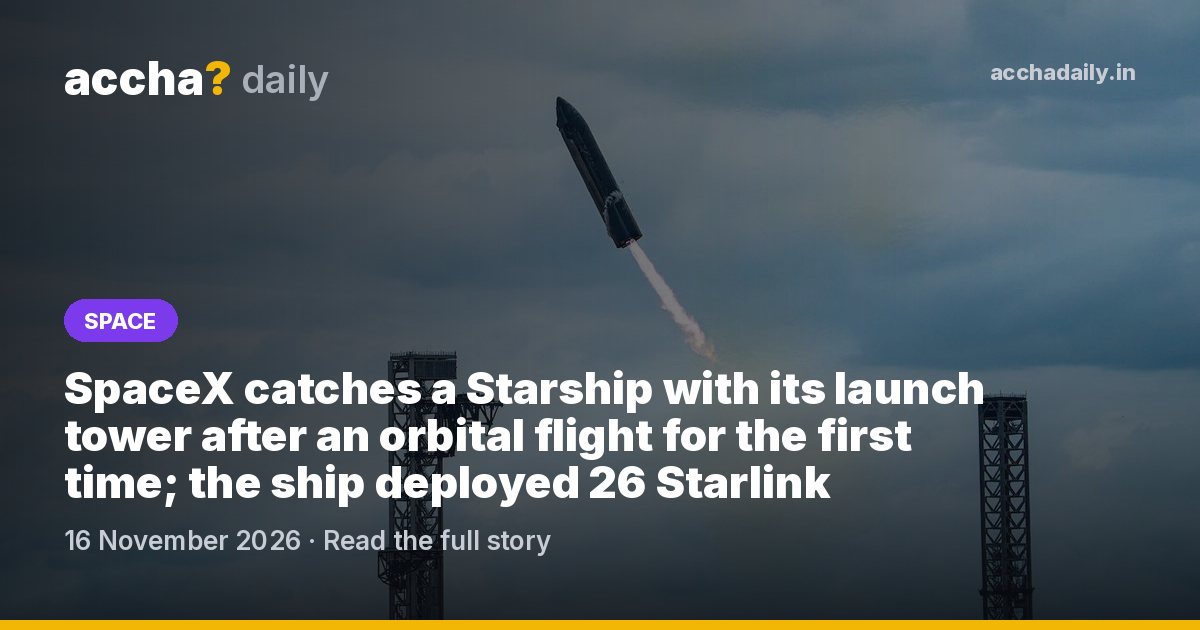 accha? daily
acchadaily.in
SPACE
SpaceX catches a Starship with its launch
tower after an orbital flight for the first
time; the ship deployed 26 Starlink
16 November 2026 · Read the full story